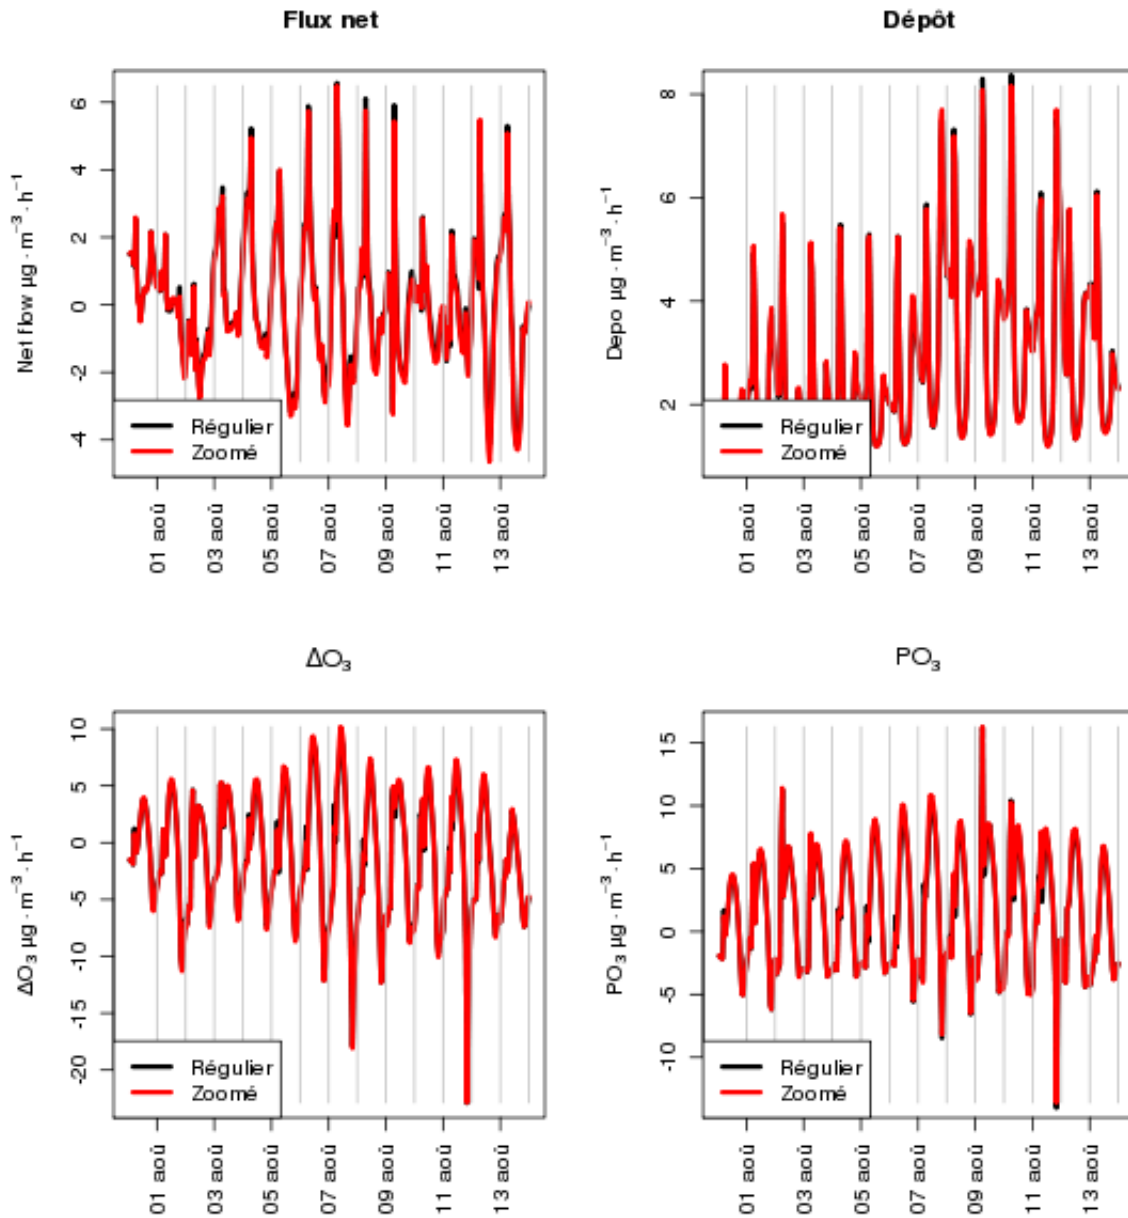 Flux net
Net flow µg · m⁻³ · h⁻¹
6
4
2
0
-2
4
Régulier
Zoomé
01 aoû
03 aoû
05 aoû
07 aoû
09 aoû
11 aoû
13 aoû
Dépôt
Depo µg · m⁻³ · h⁻¹
8
6
4
2
Régulier
Zoomé
01 aoû
03 aoû
05 aoû
07 aoû
09 aoû
11 aoû
13 aoû
ΔO₃
ΔO₃ µg · m⁻³ · h⁻¹
10
5
0
-5
-10
-15
-20
Régulier
Zoomé
01 aoû
03 aoû
05 aoû
07 aoû
09 aoû
11 aoû
13 aoû
PO₃
PO₃ µg · m⁻³ · h⁻¹
15
10
5
0
-5
-10
Régulier
Zoomé
01 aoû
03 aoû
05 aoû
07 aoû
09 aoû
11 aoû
13 aoû